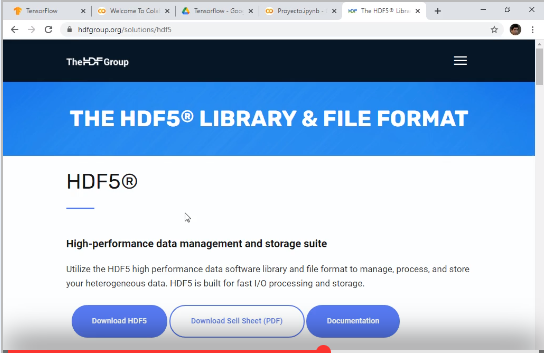 TensorFlow
Welcome To Colab
TensorFlow - Goo
Proyecto.ipynb -
The HDF5® Libra
hdfgroup.org/solutions/hdf5
The HDF Group
THE HDF5® LIBRARY & FILE FORMAT
HDF5®
High-performance data management and storage suite
Utilize the HDF5 high performance data software library and file format to manage, process, and store
your heterogeneous data. HDF5 is built for fast I/O processing and storage.
Download HDF5
Download Sell Sheet (PDF)
Documentation